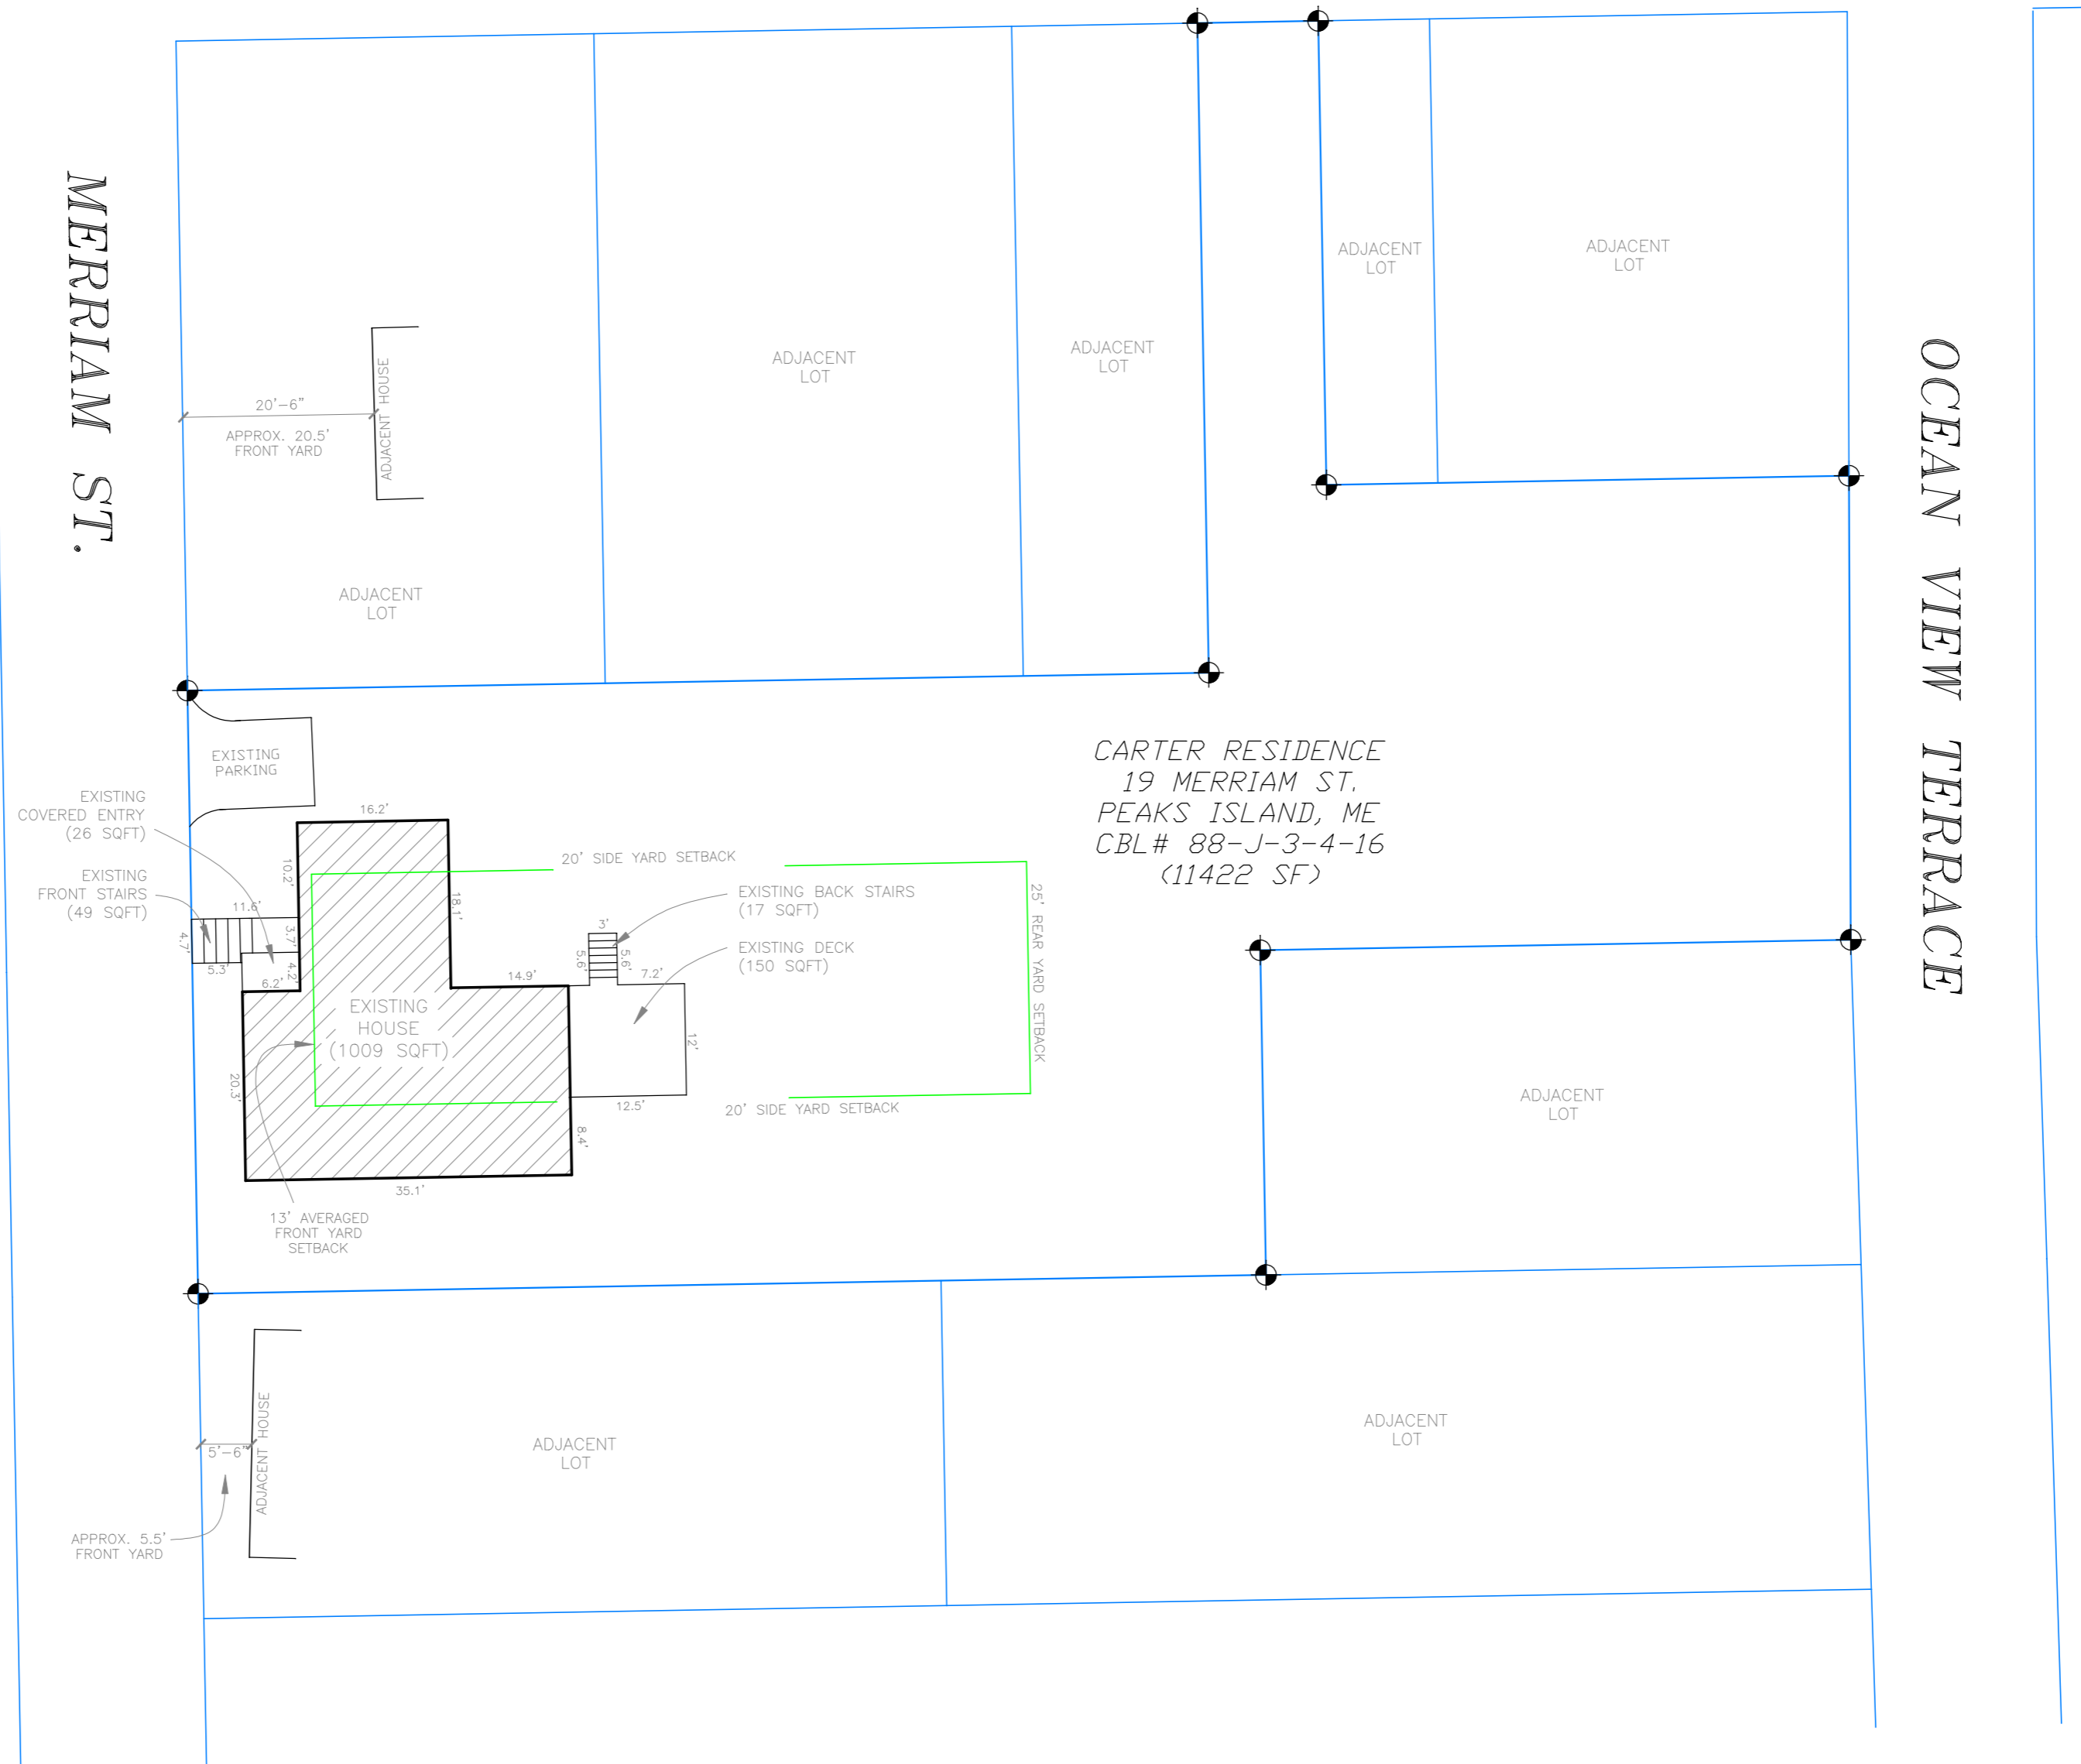 MERRIAM ST.
OCEAN VIEW TERRACE
ADJACENT
LOT
ADJACENT
LOT
ADJACENT
LOT
ADJACENT
LOT
20'-6"
APPROX. 20.5'
FRONT YARD
ADJACENT HOUSE
ADJACENT
LOT
CARTER RESIDENCE
19 MERRIAM ST.
PEAKS ISLAND, ME
CBL# 88-J-3-4-16
(11422 SF)
EXISTING
PARKING
EXISTING
COVERED ENTRY
(26 SQFT)
EXISTING
FRONT STAIRS
(49 SQFT)
16.2'
10.2'
18.1'
11.6'
3.7'
4.7'
5.3'
4.2'
6.2'
14.9'
20' SIDE YARD SETBACK
EXISTING BACK STAIRS
(17 SQFT)
EXISTING DECK
(150 SQFT)
3'
5.6'
5.6'
7.2'
12'
12.5'
25' REAR YARD SETBACK
EXISTING
HOUSE
(1009 SQFT)
20.3'
8.4'
35.1'
20' SIDE YARD SETBACK
13' AVERAGED
FRONT YARD
SETBACK
ADJACENT
LOT
5'-6"
ADJACENT HOUSE
APPROX. 5.5'
FRONT YARD
ADJACENT
LOT
ADJACENT
LOT